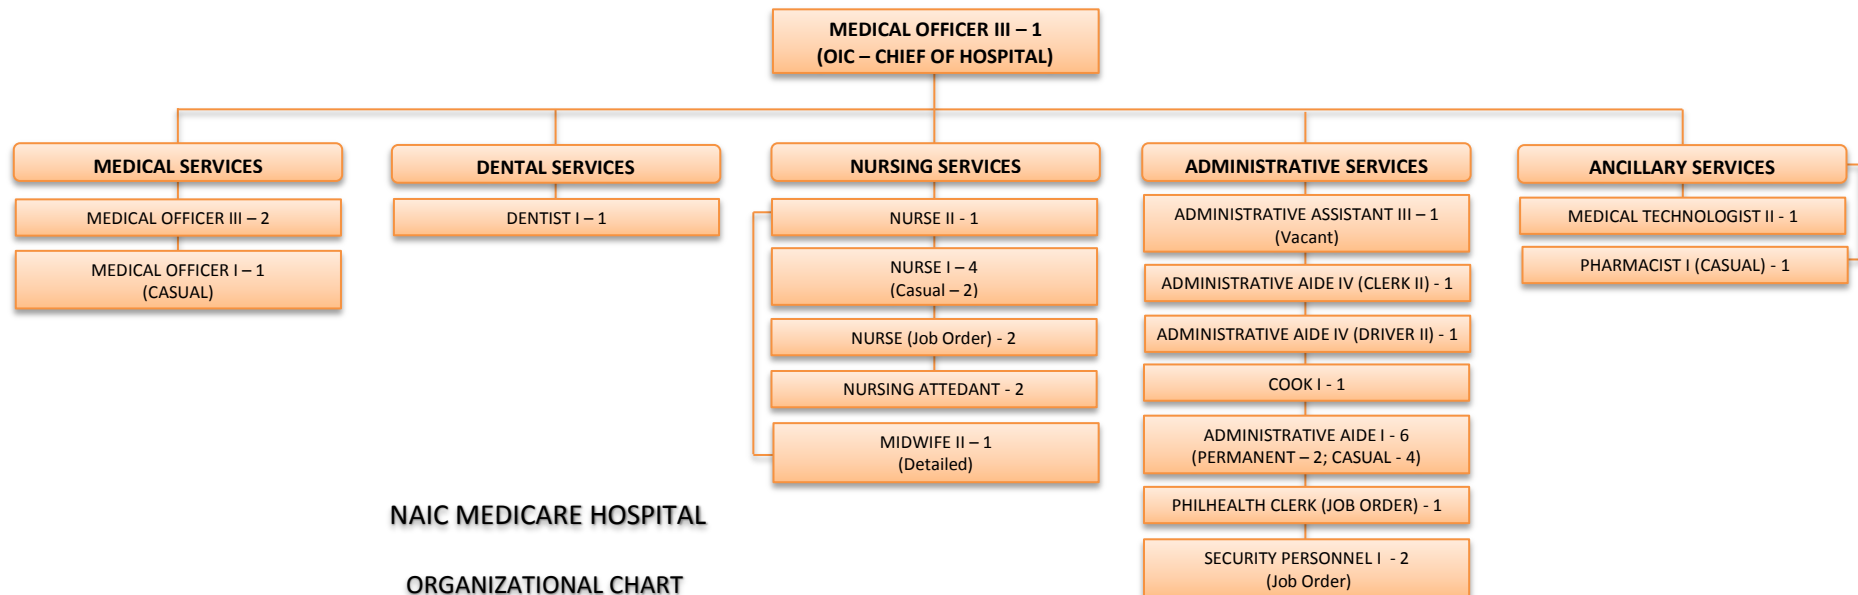 MEDICAL OFFICER III – 1
(OIC – CHIEF OF HOSPITAL)
MEDICAL SERVICES
MEDICAL OFFICER III – 2
MEDICAL OFFICER I – 1
(CASUAL)
DENTAL SERVICES
DENTIST I – 1
NURSING SERVICES
NURSE II - 1
NURSE I – 4
(Casual – 2)
NURSE (Job Order) - 2
NURSING ATTEDANT - 2
MIDWIFE II – 1
(Detailed)
ADMINISTRATIVE SERVICES
ADMINISTRATIVE ASSISTANT III – 1
(Vacant)
ADMINISTRATIVE AIDE IV (CLERK II) - 1
ADMINISTRATIVE AIDE IV (DRIVER II) - 1
COOK I - 1
ADMINISTRATIVE AIDE I - 6
(PERMANENT – 2; CASUAL - 4)
PHILHEALTH CLERK (JOB ORDER) - 1
SECURITY PERSONNEL I - 2
(Job Order)
ANCILLARY SERVICES
MEDICAL TECHNOLOGIST II - 1
PHARMACIST I (CASUAL) - 1
NAIC MEDICARE HOSPITAL
ORGANIZATIONAL CHART